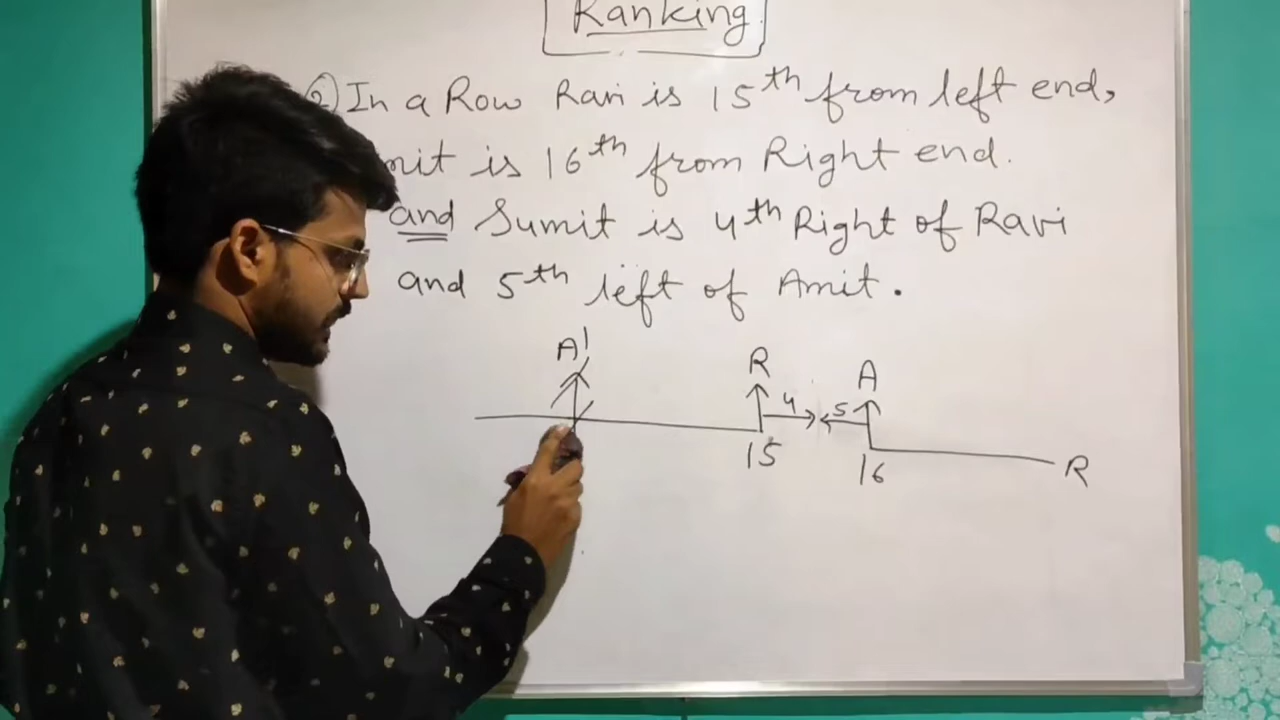 Ranking
② In a Row Ravi is 15th from left end,
mit is 16th from Right end.
and Sumit is 4th Right of Ravi
and 5th left of Amit.
A
R
A
4
5
15
16
R